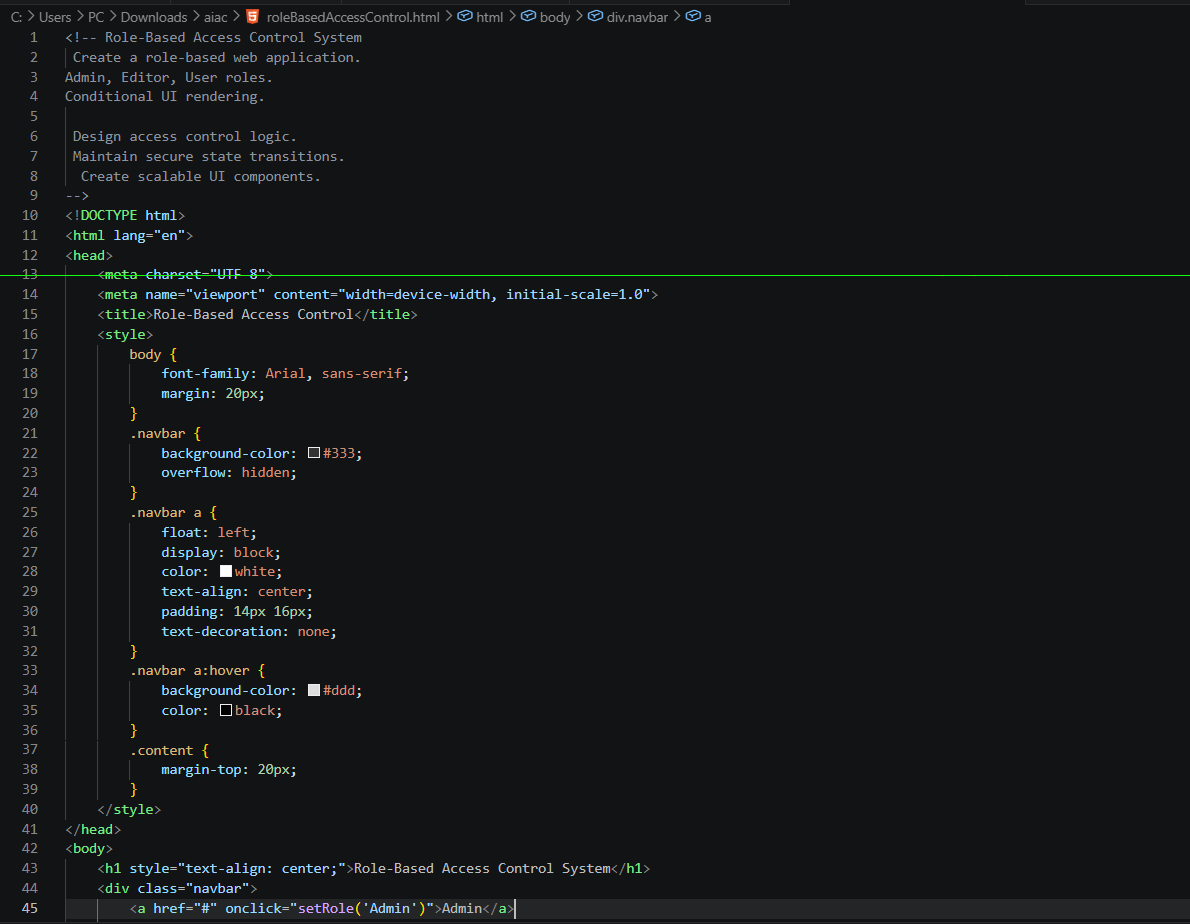 C: > Users > PC > Downloads > aiac > roleBasedAccessControl.html > html > body > div.navbar > a
1 <!-- Role-Based Access Control System
2 Create a role-based web application.
3 Admin, Editor, User roles.
4 Conditional UI rendering.
5
6 Design access control logic.
7 Maintain secure state transitions.
8 Create scalable UI components.
9 -->
10 <!DOCTYPE html>
11 <html lang="en">
12 <head>
13 <meta charset="UTF-8">
14 <meta name="viewport" content="width=device-width, initial-scale=1.0">
15 <title>Role-Based Access Control</title>
16 <style>
17 body {
18 font-family: Arial, sans-serif;
19 margin: 20px;
20 }
21 .navbar {
22 background-color: #333;
23 overflow: hidden;
24 }
25 .navbar a {
26 float: left;
27 display: block;
28 color: white;
29 text-align: center;
30 padding: 14px 16px;
31 text-decoration: none;
32 }
33 .navbar a:hover {
34 background-color: #ddd;
35 color: black;
36 }
37 .content {
38 margin-top: 20px;
39 }
40 </style>
41 </head>
42 <body>
43 <h1 style="text-align: center;">Role-Based Access Control System</h1>
44 <div class="navbar">
45 <a href="#" onclick="setRole('Admin')">Admin</a>